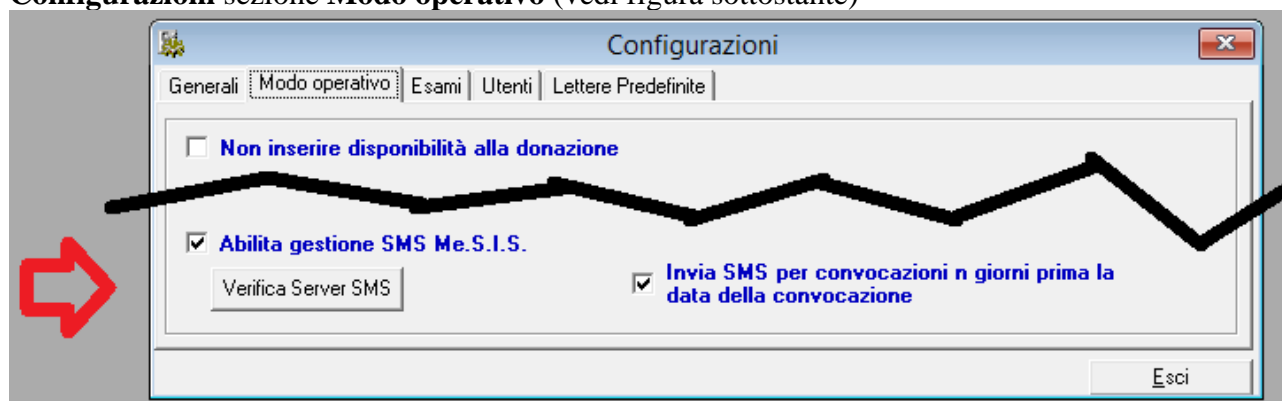 Configurazioni sezione Modo operativo (vedi figura sottostante)
Configurazioni
Generali Modo operativo Esami Utenti Lettere Predefinite
Non inserire disponibilità alla donazione
Abilita gestione SMS Me.S.I.S.
Verifica Server SMS
Invia SMS per convocazioni n giorni prima la
data della convocazione
Esci